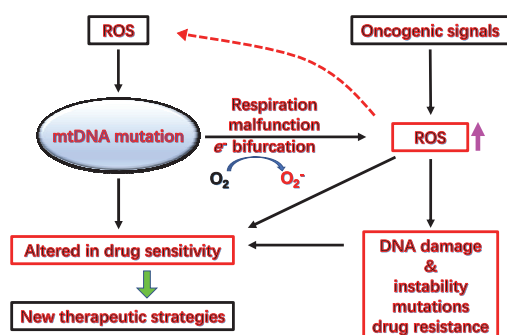 ROS
Oncogenic signals
mtDNA mutation
Respiration
malfunction
e⁻ bifurcation
O₂
O₂⁻
ROS
Altered in drug sensitivity
DNA damage
&
instability
mutations
drug resistance
New therapeutic strategies